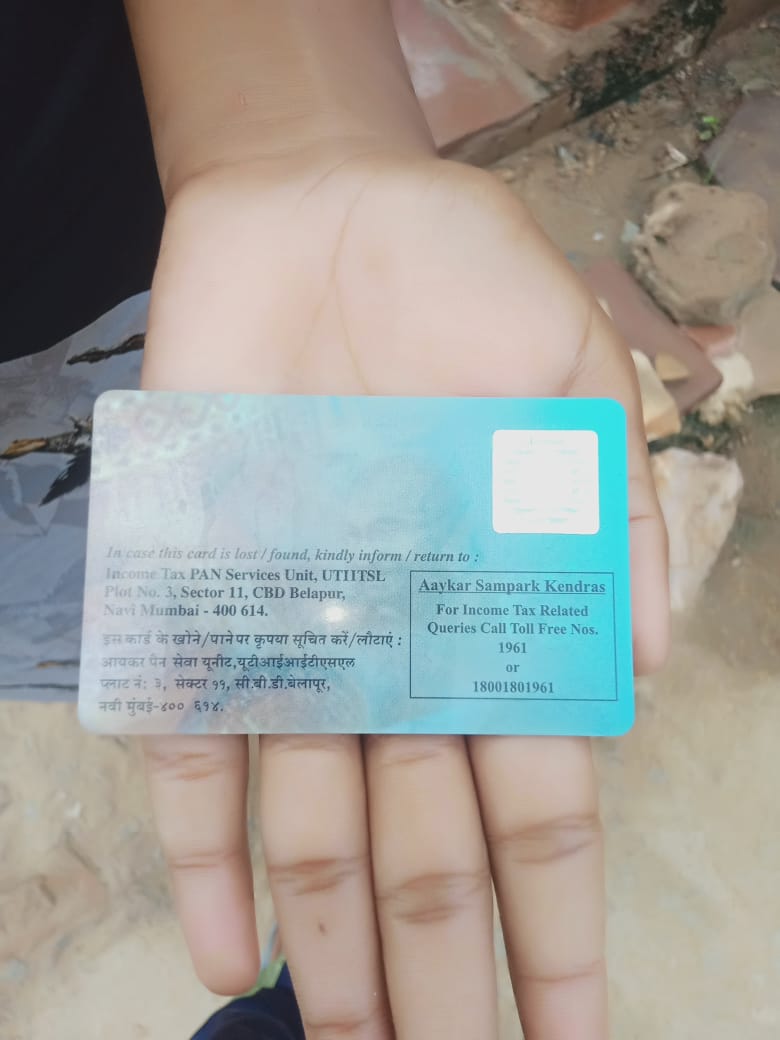 In case this card is lost / found, kindly inform / return to :
Income Tax PAN Services Unit, UTIITSL
Plot No. 3, Sector 11, CBD Belapur,
Navi Mumbai - 400 614.
इस कार्ड के खोने/पाने पर कृपया सूचित करें/लौटाएं :
आयकर पैन सेवा यूनीट,यूटीआईआईटीएसएल
प्लाट नं: ३, सेक्टर ११, सी.बी.डी.बेलापूर,
नवी मुंबई-४०० ६१४.
Aaykar Sampark Kendras
For Income Tax Related
Queries Call Toll Free Nos.
1961
or
18001801961